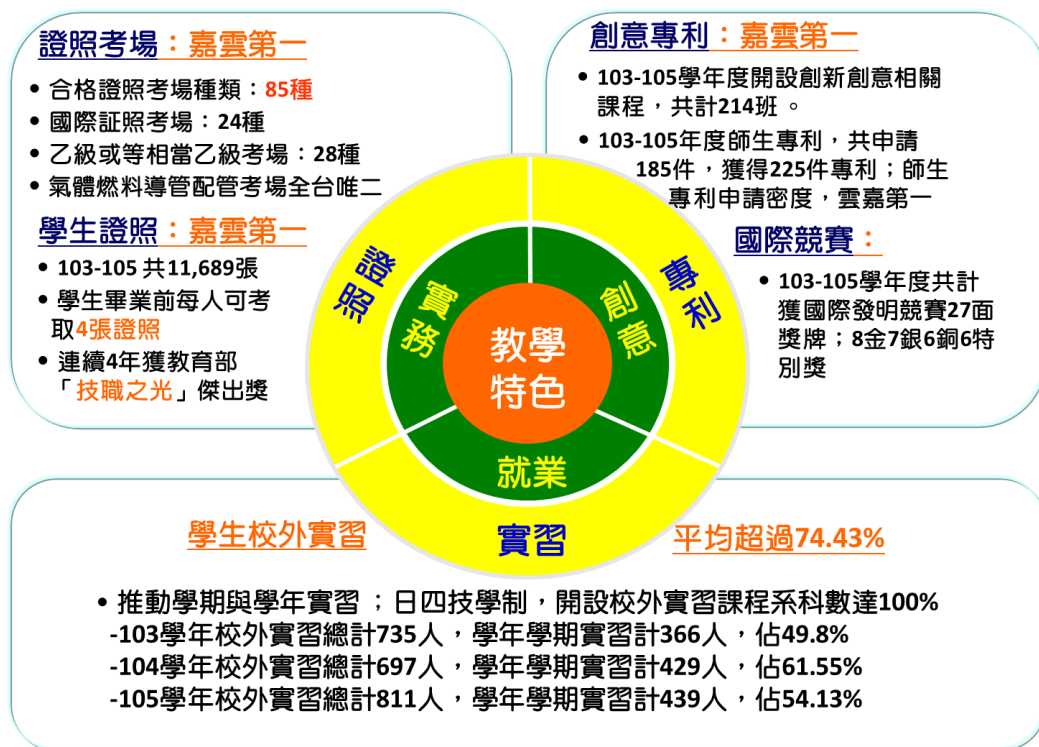 證照考場：嘉雲第一
• 合格證照考場種類：85種
• 國際証照考場：24種
• 乙級或等相當乙級考場：28種
• 氣體燃料導管配管考場全台唯二
學生證照：嘉雲第一
• 103-105 共11,689張
• 學生畢業前每人可考
取4張證照
• 連續4年獲教育部
「技職之光」傑出獎
創意專利：嘉雲第一
• 103-105學年度開設創新創意相關
課程，共計214班。
• 103-105年度師生專利，共申請
185件，獲得225件專利；師生
專利申請密度，雲嘉第一
國際競賽：
• 103-105學年度共計
獲國際發明競賽27面
獎牌；8金7銀6銅6特
別獎
證照
專利
實務
創意
教學
特色
就業
實習
學生校外實習
平均超過74.43%
• 推動學期與學年實習；日四技學制，開設校外實習課程系科數達100%
-103學年校外實習總計735人，學年學期實習計366人，佔49.8%
-104學年校外實習總計697人，學年學期實習計429人，佔61.55%
-105學年校外實習總計811人，學年學期實習計439人，佔54.13%